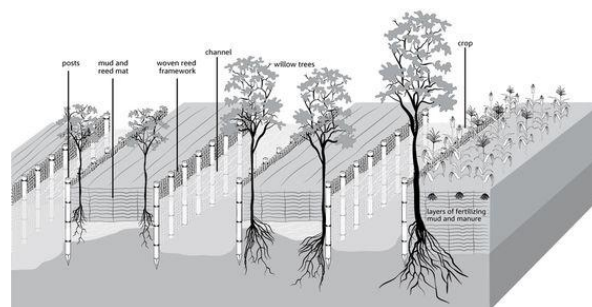 posts
mud and
reed mat
woven reed
framework
channel
willow trees
crop
layers of fertilizing
mud and manure